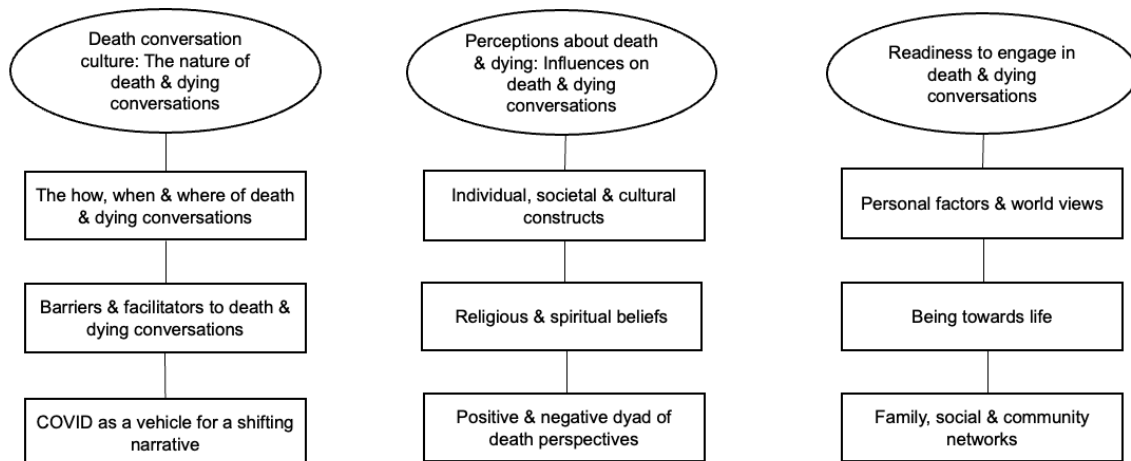 Death conversation
culture: The nature of
death & dying
conversations
The how, when & where of death
& dying conversations
Barriers & facilitators to death &
dying conversations
COVID as a vehicle for a shifting
narrative
Perceptions about death
& dying: Influences on
death & dying
conversations
Individual, societal & cultural
constructs
Religious & spiritual beliefs
Positive & negative dyad of
death perspectives
Readiness to engage in
death & dying
conversations
Personal factors & world views
Being towards life
Family, social & community
networks